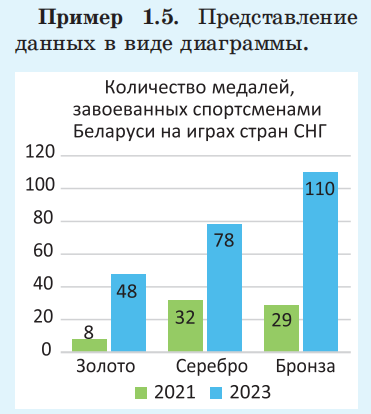 Пример 1.5. Представление
данных в виде диаграммы.
Количество медалей,
завоеванных спортсменами
Беларуси на играх стран СНГ
120
100
80
60
40
20
0
8
48
32
78
29
110
Золото Серебро Бронза
2021 2023